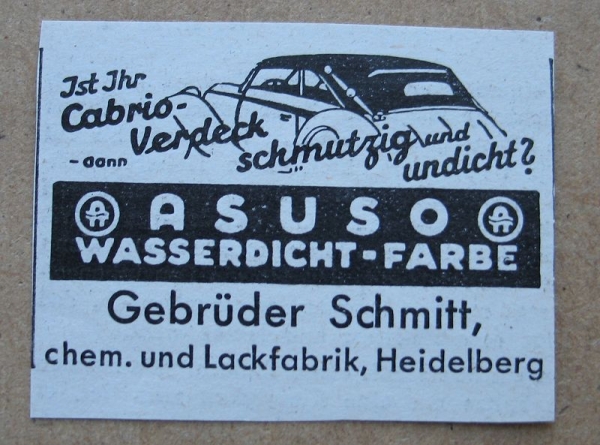 Ist Ihr
Cabrio-
Verdeck
schmutzig und
undicht?
- dann
ASUSO
WASSERDICHT-FARBE
Gebrüder Schmitt,
chem. und Lackfabrik, Heidelberg